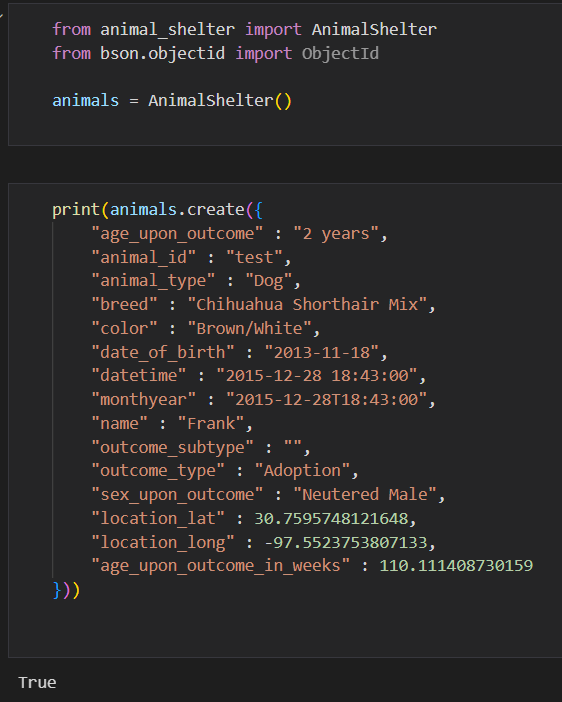 from animal_shelter import AnimalShelter
from bson.objectid import ObjectId
animals = AnimalShelter()
print(animals.create({
"age_upon_outcome" : "2 years",
"animal_id" : "test",
"animal_type" : "Dog",
"breed" : "Chihuahua Shorthair Mix",
"color" : "Brown/White",
"date_of_birth" : "2013-11-18",
"datetime" : "2015-12-28 18:43:00",
"monthyear" : "2015-12-28T18:43:00",
"name" : "Frank",
"outcome_subtype" : "",
"outcome_type" : "Adoption",
"sex_upon_outcome" : "Neutered Male",
"location_lat" : 30.7595748121648,
"location_long" : -97.5523753807133,
"age_upon_outcome_in_weeks" : 110.111408730159
}))
True